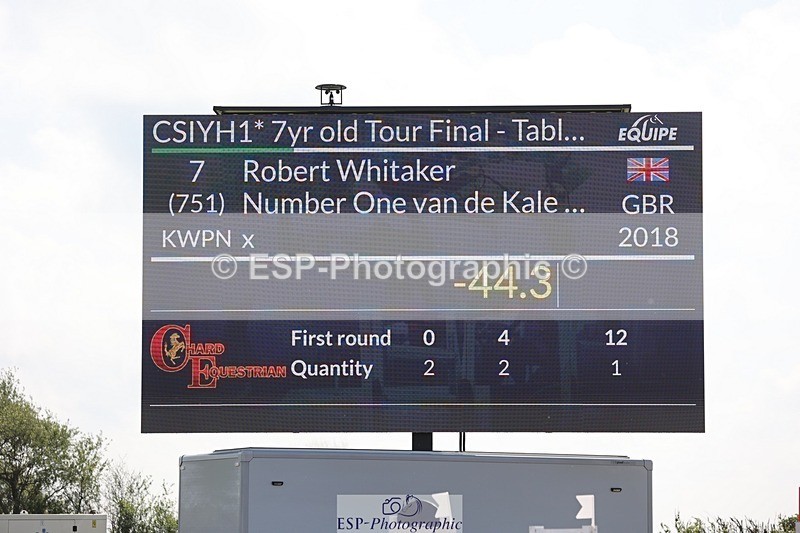 CSIYH1* 7yr old Tour Final - Tabl... EQUIPE
7 Robert Whitaker
(751) Number One van de Kale ... GBR
KWPN x 2018
© ESP-Photographic ©
-44.3
First round 0 4 12
Quantity 2 2 1
CHARD
EQUESTRIAN
ESP-Photographic